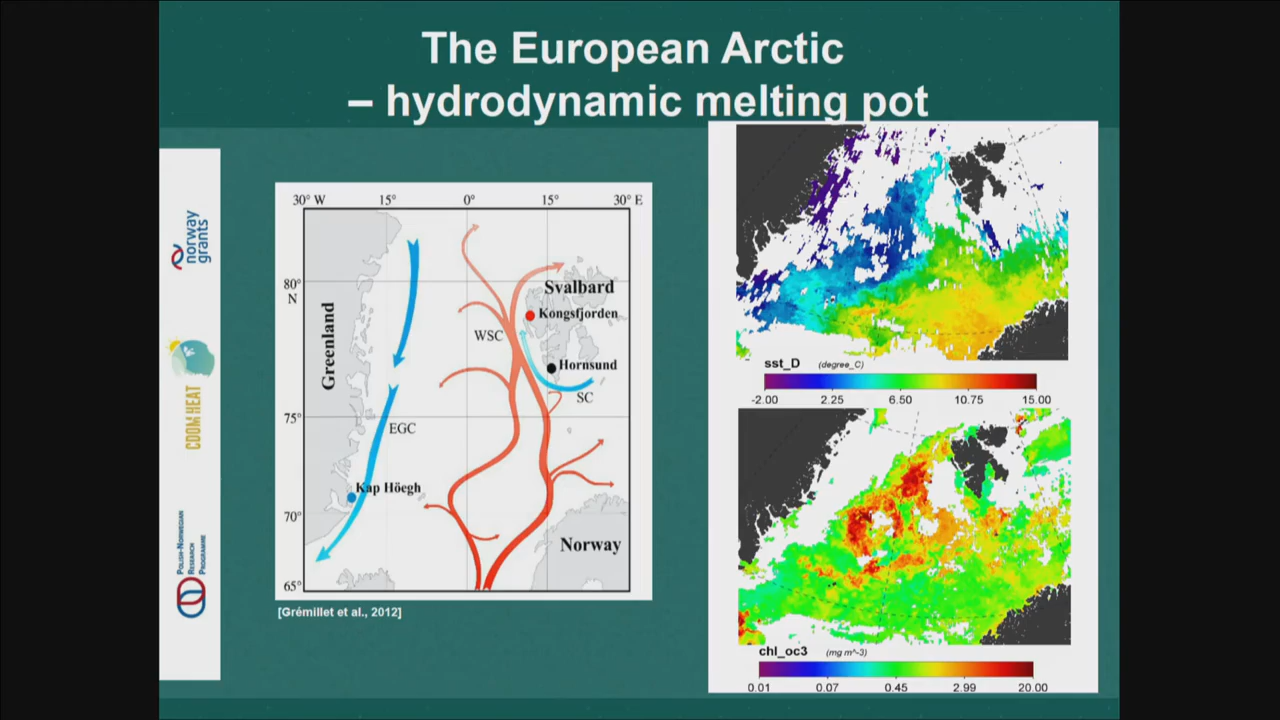 The European Arctic
– hydrodynamic melting pot
norway
grants
CDOM HEAT
POLISH-NORWEGIAN
RESEARCH
PROGRAMME
30° W 15° 0° 15° 30° E
80°
N
Svalbard
Kongsfjorden
WSC
Greenland
Hornsund
SC
75°
EGC
Kap Höegh
70°
Norway
65°
[Grémillet et al., 2012]
sst_D (degree_C)
-2.00 2.25 6.50 10.75 15.00
chl_oc3 (mg m^-3)
0.01 0.07 0.45 2.99 20.00